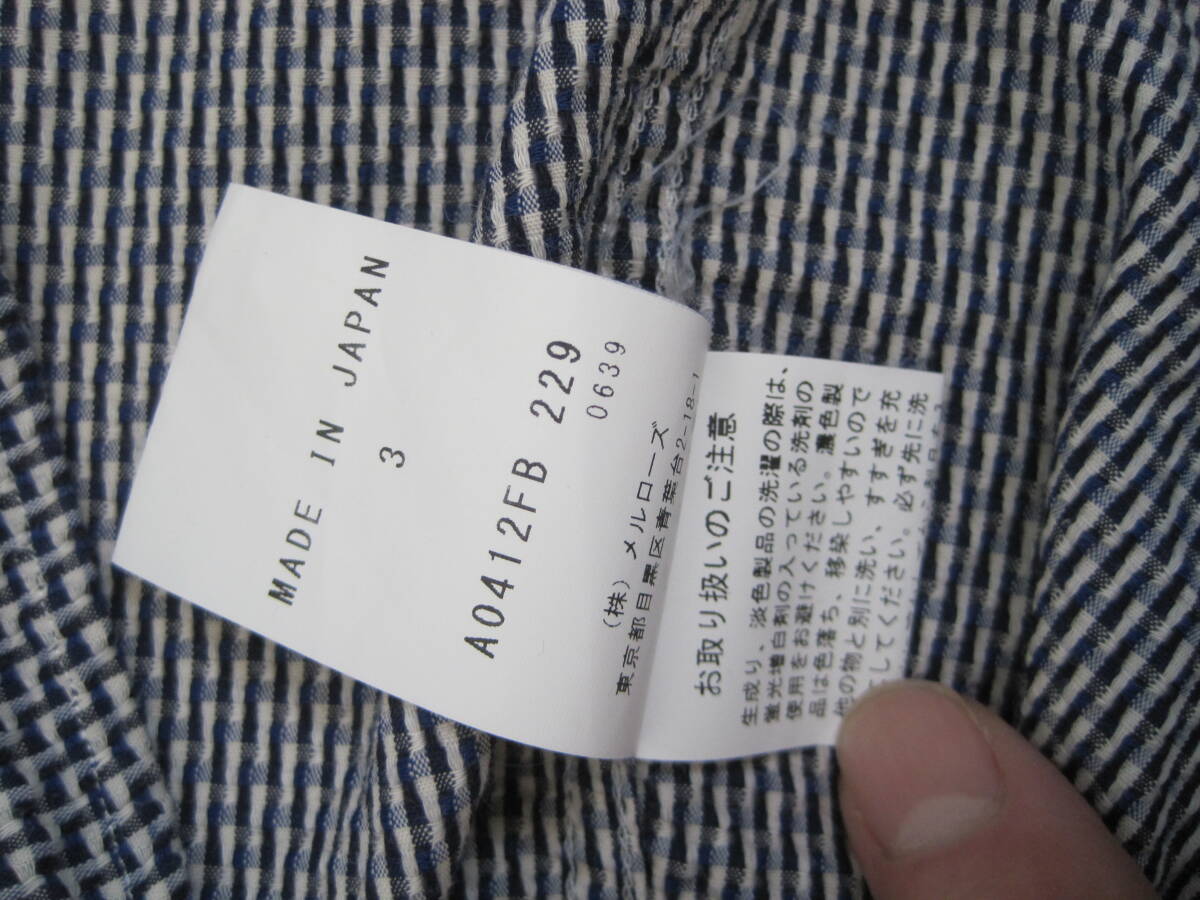 MADE IN JAPAN
3
A0412FB 229
0639
（株）メルローズ
東京都目黒区青葉台2-18-1
お取り扱いのご注意
生成り、淡色製品の洗濯の際は、
蛍光増白剤の入っている洗剤の
使用をお避けください。濃色製
品は色落ち、移染しやすいので
他の物と別に洗い、すすぎを充
してください。必ず先に洗